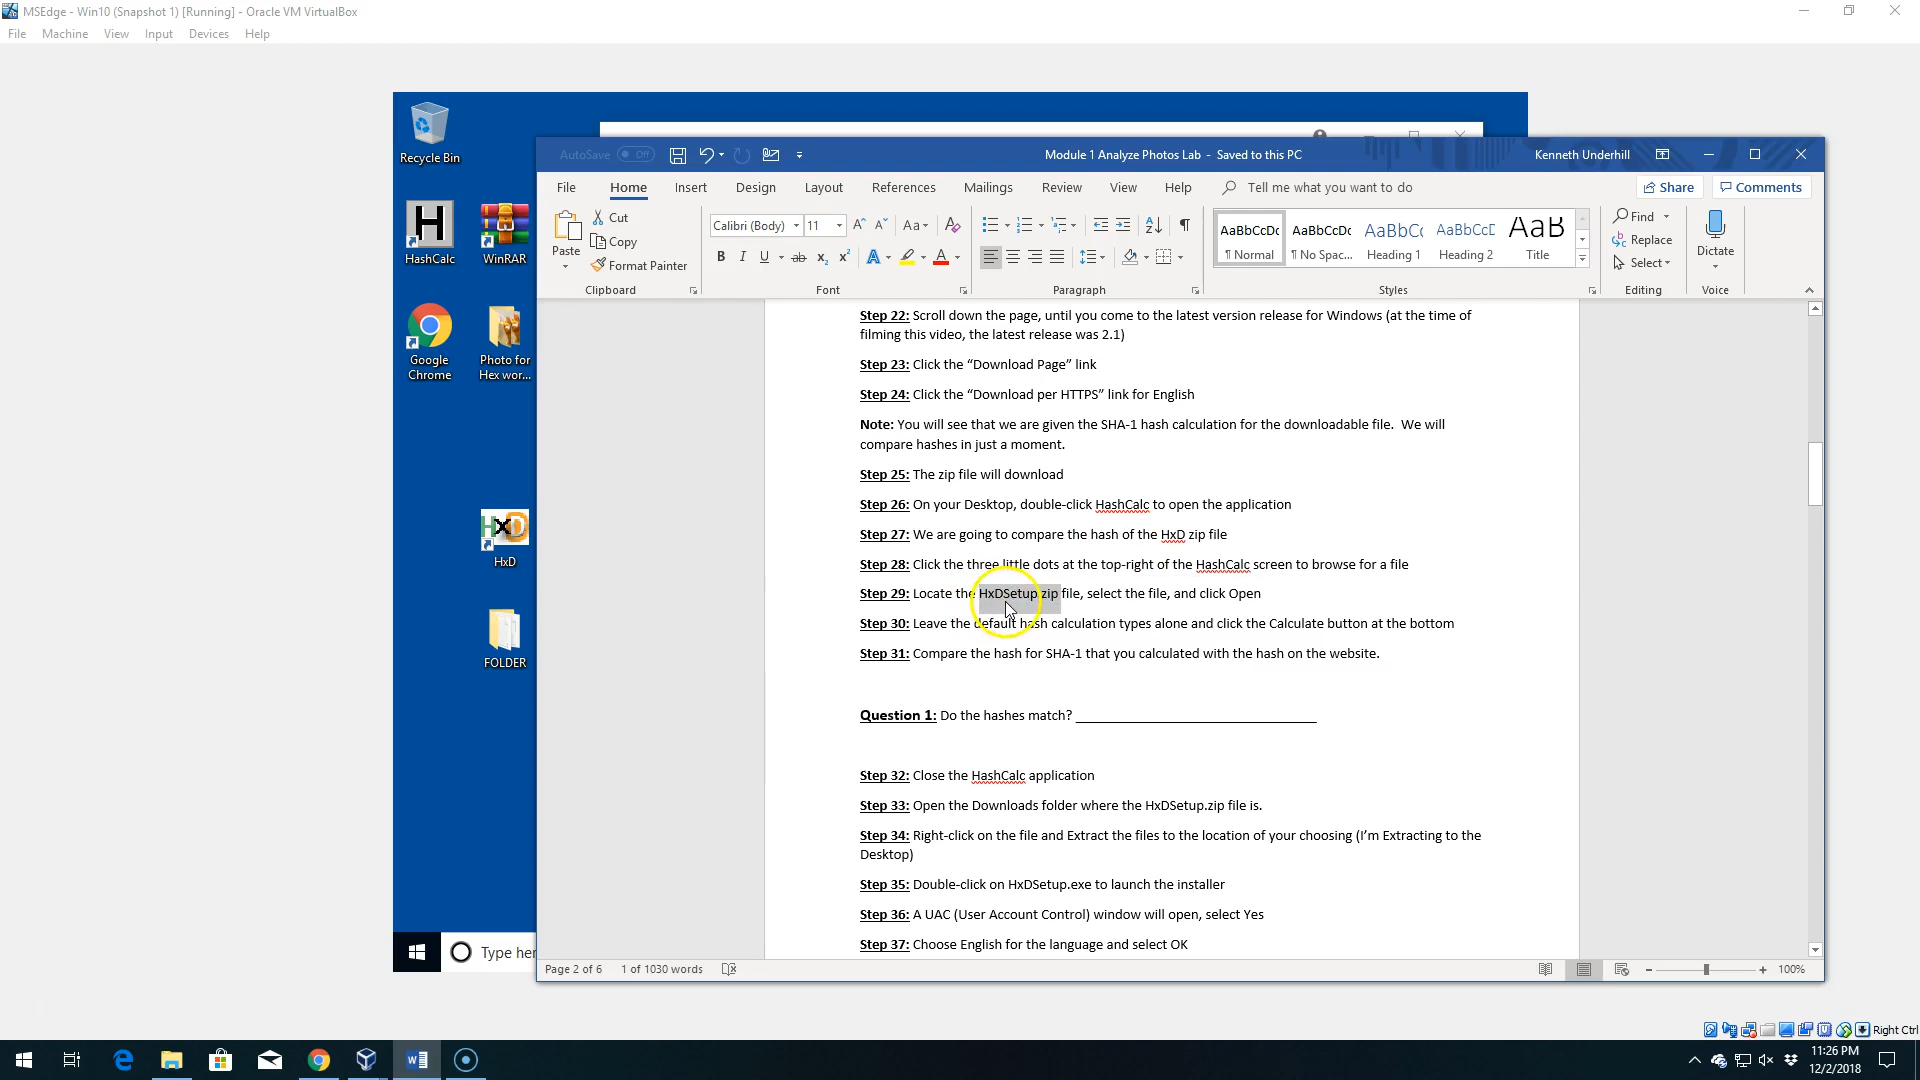 MSEdge - Win10 (Snapshot 1) [Running] - Oracle VM VirtualBox
File Machine View Input Devices Help
Recycle Bin
HashCalc
WinRAR
Google
Chrome
Photo for
Hex wor...
HxD
FOLDER
Type her
AutoSave Off
Module 1 Analyze Photos Lab - Saved to this PC
Kenneth Underhill
File Home Insert Design Layout References Mailings Review View Help Tell me what you want to do
Share Comments
Paste
Cut
Copy
Format Painter
Clipboard
Calibri (Body) 11
Font
Paragraph
AaBbCcDc AaBbCcDc AaBbCc AaBbCcD AaB
¶ Normal ¶ No Spac... Heading 1 Heading 2 Title
Styles
Find
Replace
Select
Editing
Dictate
Voice
Step 22: Scroll down the page, until you come to the latest version release for Windows (at the time of
filming this video, the latest release was 2.1)
Step 23: Click the “Download Page” link
Step 24: Click the “Download per HTTPS” link for English
Note: You will see that we are given the SHA-1 hash calculation for the downloadable file. We will
compare hashes in just a moment.
Step 25: The zip file will download
Step 26: On your Desktop, double-click HashCalc to open the application
Step 27: We are going to compare the hash of the HxD zip file
Step 28: Click the three little dots at the top-right of the HashCalc screen to browse for a file
Step 29: Locate the HxDSetup.zip file, select the file, and click Open
Step 30: Leave the default hash calculation types alone and click the Calculate button at the bottom
Step 31: Compare the hash for SHA-1 that you calculated with the hash on the website.
Question 1: Do the hashes match? ________________________________
Step 32: Close the HashCalc application
Step 33: Open the Downloads folder where the HxDSetup.zip file is.
Step 34: Right-click on the file and Extract the files to the location of your choosing (I’m Extracting to the
Desktop)
Step 35: Double-click on HxDSetup.exe to launch the installer
Step 36: A UAC (User Account Control) window will open, select Yes
Step 37: Choose English for the language and select OK
Page 2 of 6 1 of 1030 words
100%
Right Ctrl
11:26 PM
12/2/2018